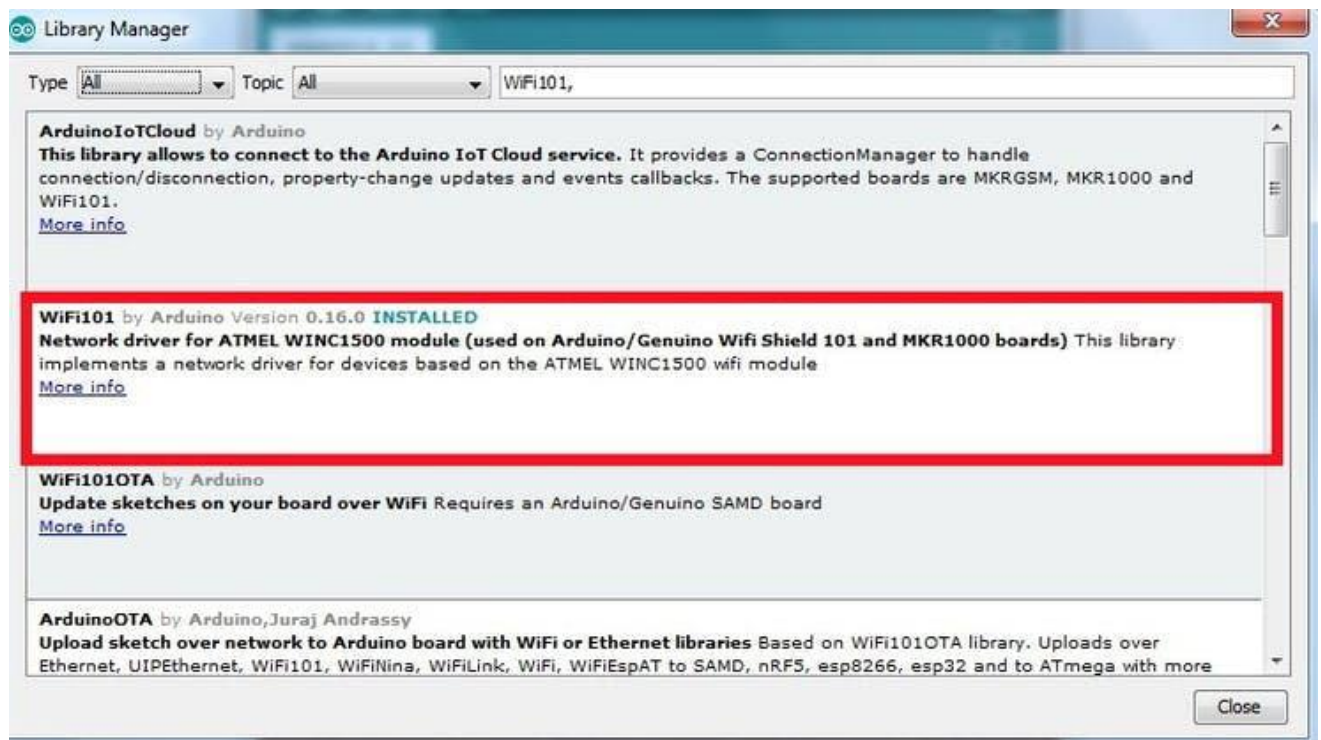 Library Manager
Type All Topic All WiFi101,
ArduinoIoTCloud by Arduino
This library allows to connect to the Arduino IoT Cloud service. It provides a ConnectionManager to handle
connection/disconnection, property-change updates and events callbacks. The supported boards are MKRGSM, MKR1000 and
WiFi101.
More info
WiFi101 by Arduino Version 0.16.0 INSTALLED
Network driver for ATMEL WINC1500 module (used on Arduino/Genuino Wifi Shield 101 and MKR1000 boards) This library
implements a network driver for devices based on the ATMEL WINC1500 wifi module
More info
WiFi101OTA by Arduino
Update sketches on your board over WiFi Requires an Arduino/Genuino SAMD board
More info
ArduinoOTA by Arduino,Juraj Andrassy
Upload sketch over network to Arduino board with WiFi or Ethernet libraries Based on WiFi101OTA library. Uploads over
Ethernet, UIPEthernet, WiFi101, WiFiNina, WiFiLink, WiFi, WiFiEspAT to SAMD, nRF5, esp8266, esp32 and to ATmega with more
Close